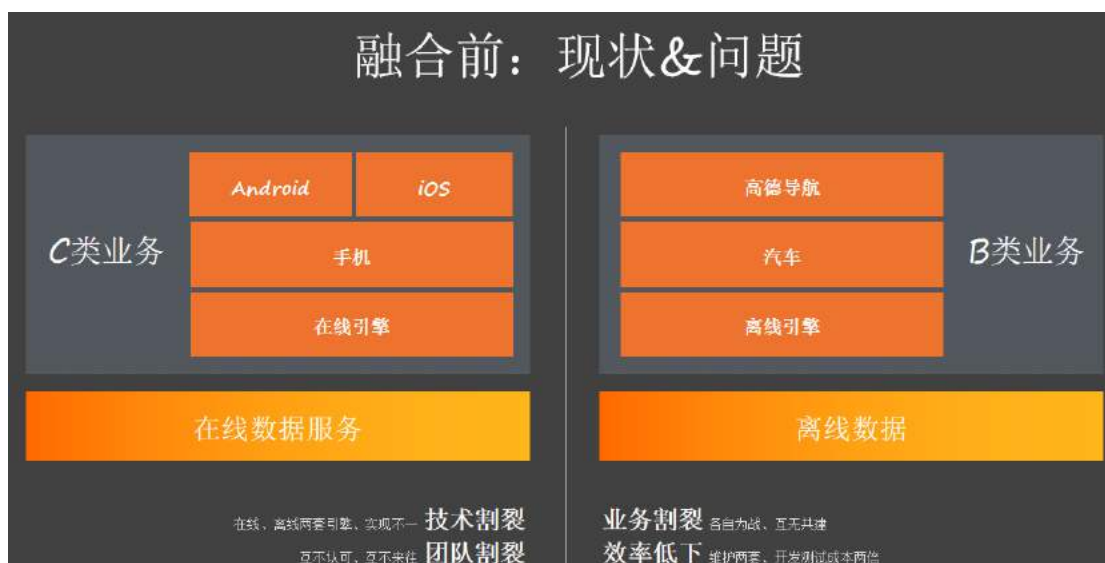 融合前：现状&问题
C类业务
Android
iOS
手机
在线引擎
在线数据服务
高德导航
汽车
离线引擎
B类业务
离线数据
在线、离线两套引擎、实现不一 技术割裂
互不认可、互不来往 团队割裂
业务割裂 各自为战、互无共建
效率低下 维护两套、开发测试成本两倍